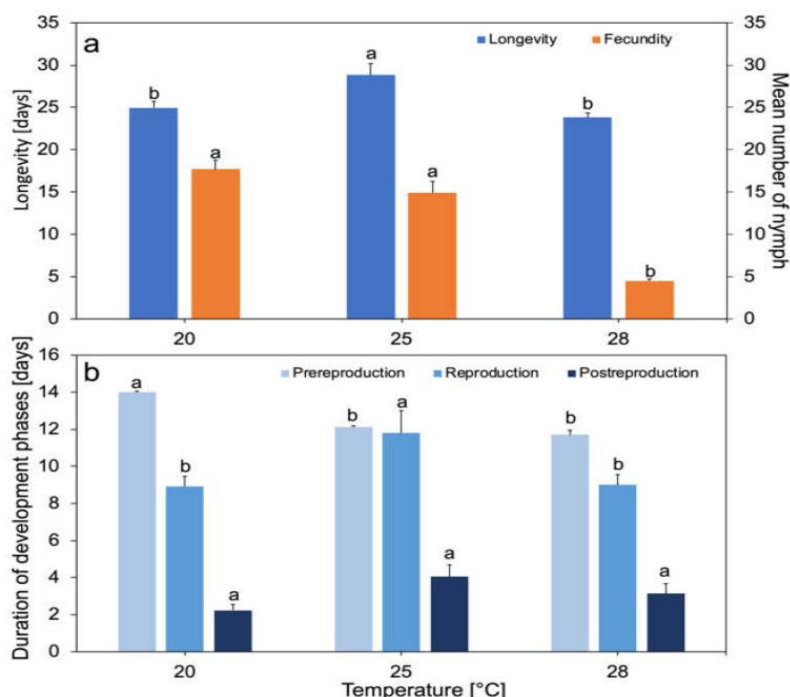 a
Longevity Fecundity
Longevity [days]
Mean number of nymph
35
30
25
20
15
10
5
0
35
30
25
20
15
10
5
0
b a
a a
b b
20 25 28
b
Prereproduction Reproduction Postreproduction
Duration of development phases [days]
16
14
12
10
8
6
4
2
0
a b a
b a a
b b a
20 25 28
Temperature [°C]